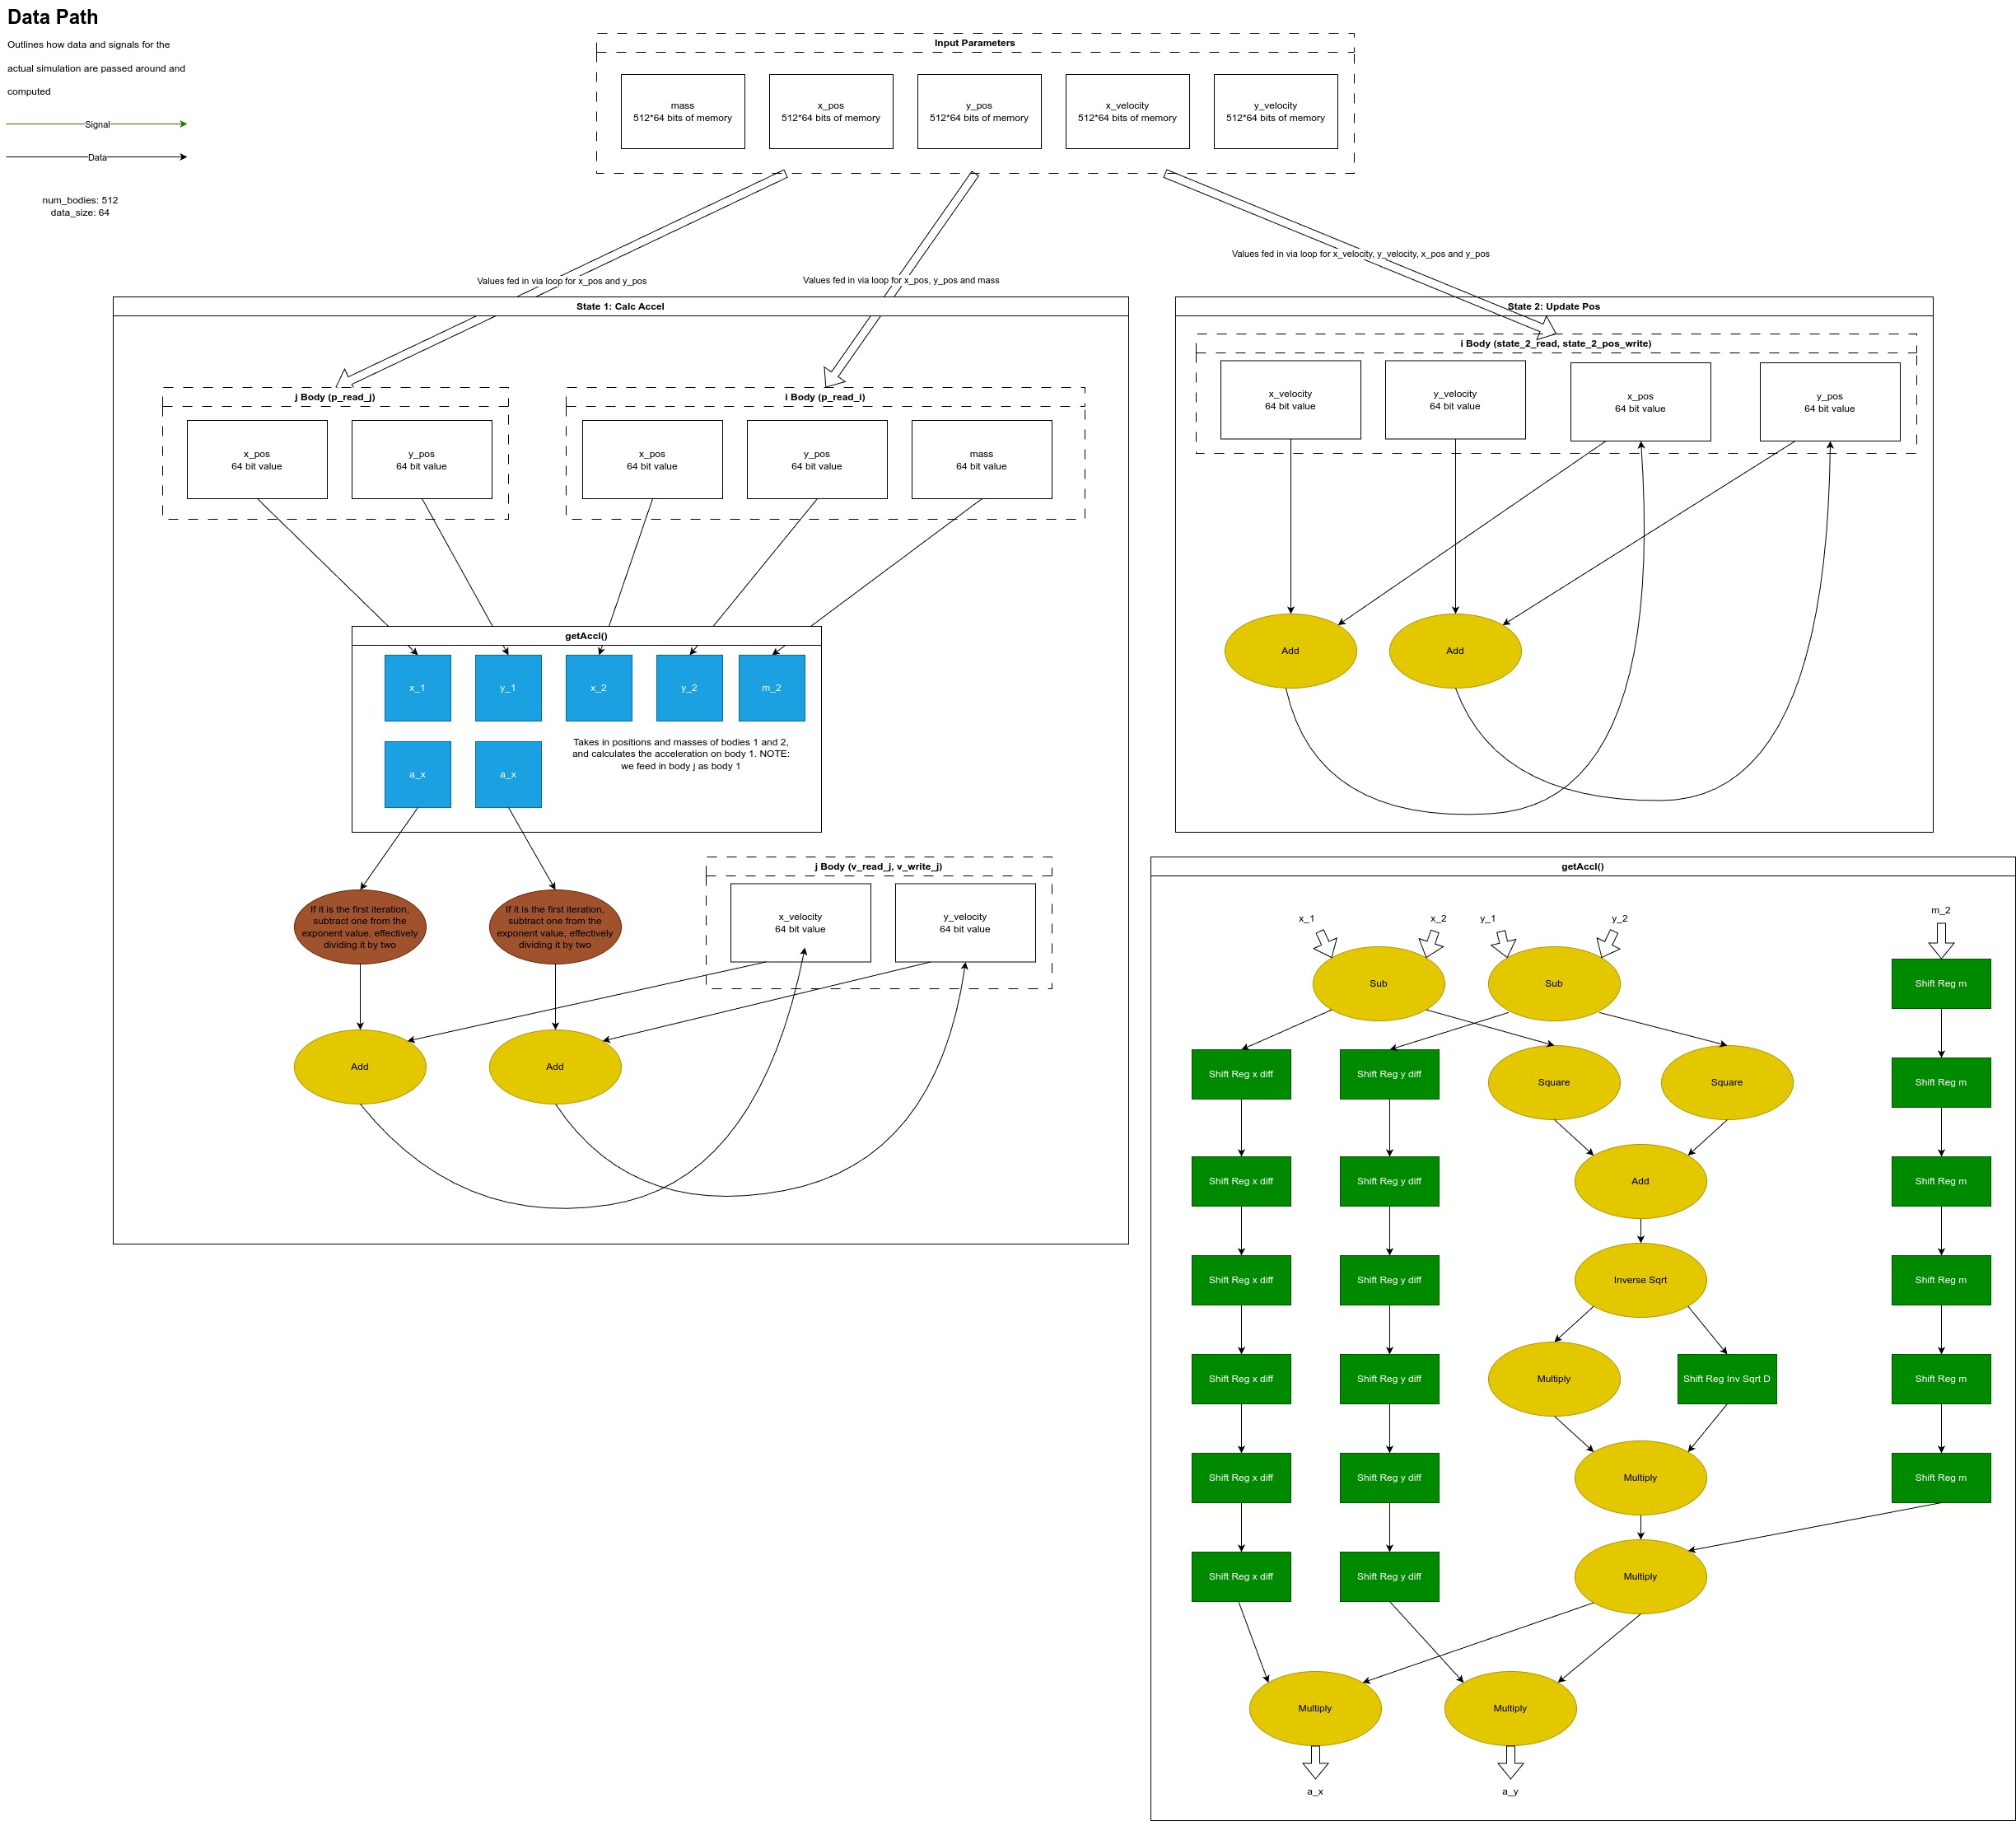 Data Path
Outlines how data and signals for the
actual simulation are passed around and
computed
Signal
Data
num_bodies: 512
data_size: 64
Input Parameters
mass
512*64 bits of memory
x_pos
512*64 bits of memory
y_pos
512*64 bits of memory
x_velocity
512*64 bits of memory
y_velocity
512*64 bits of memory
Values fed in via loop for x_pos and y_pos
Values fed in via loop for x_pos, y_pos and mass
Values fed in via loop for x_velocity, y_velocity, x_pos and y_pos
State 1: Calc Accel
j Body (p_read_j)
x_pos
64 bit value
y_pos
64 bit value
i Body (p_read_i)
x_pos
64 bit value
y_pos
64 bit value
mass
64 bit value
getAccl()
x_1
y_1
x_2
y_2
m_2
a_x
a_x
Takes in positions and masses of bodies 1 and 2,
and calculates the acceleration on body 1. NOTE:
we feed in body j as body 1
If it is the first iteration,
subtract one from the
exponent value, effectively
dividing it by two
If it is the first iteration,
subtract one from the
exponent value, effectively
dividing it by two
j Body (v_read_j, v_write_j)
x_velocity
64 bit value
y_velocity
64 bit value
Add
Add
State 2: Update Pos
i Body (state_2_read, state_2_pos_write)
x_velocity
64 bit value
y_velocity
64 bit value
x_pos
64 bit value
y_pos
64 bit value
Add
Add
getAccl()
x_1
x_2
y_1
y_2
m_2
Sub
Sub
Shift Reg m
Shift Reg x diff
Shift Reg y diff
Square
Square
Shift Reg m
Shift Reg x diff
Shift Reg y diff
Add
Shift Reg m
Shift Reg x diff
Shift Reg y diff
Inverse Sqrt
Shift Reg m
Shift Reg x diff
Shift Reg y diff
Multiply
Shift Reg Inv Sqrt D
Shift Reg m
Shift Reg x diff
Shift Reg y diff
Multiply
Shift Reg m
Shift Reg x diff
Shift Reg y diff
Multiply
Multiply
Multiply
a_x
a_y